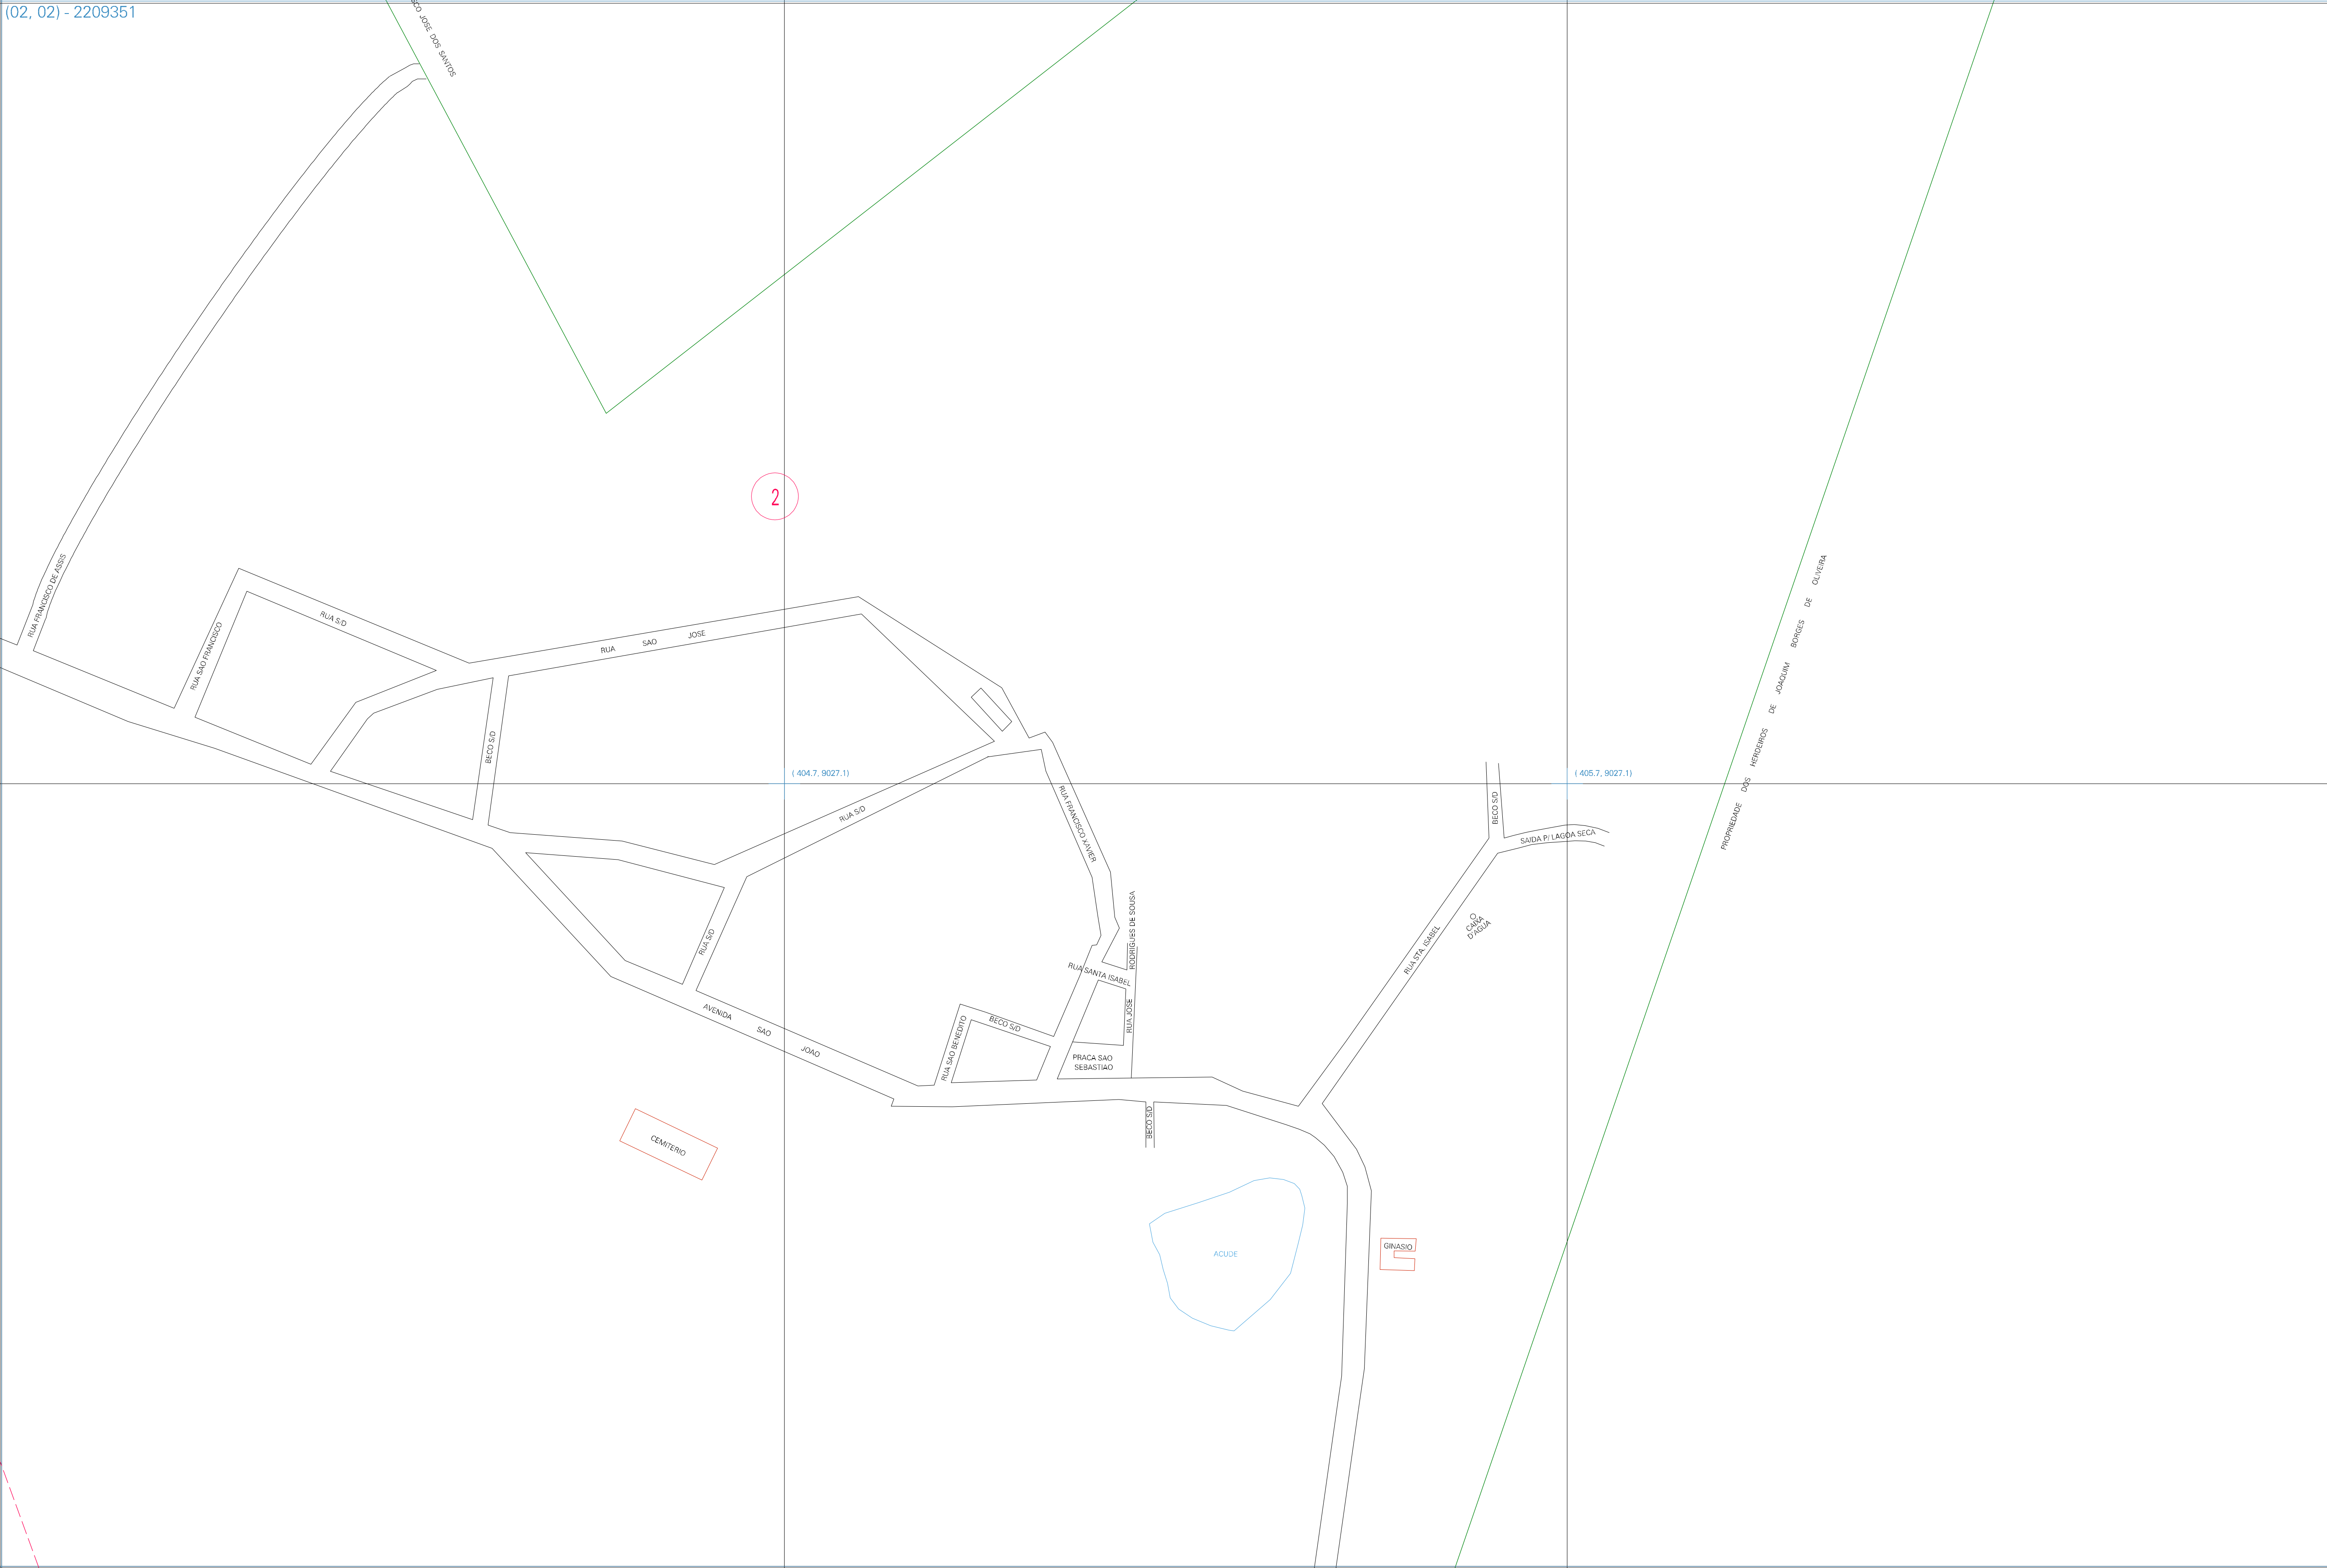 (02, 02) - 2209351
JOSE DOS SANTOS
2
RUA FRANCISCO DE ASSIS
RUA SAO FRANCISCO
RUA S/D
RUA SAO JOSE
BECO S/D
( 404.7, 9027.1)
( 405.7, 9027.1)
RUA S/D
RUA FRANCISCO XAVIER
BECO S/D
SAIDA P/ LAGOA SECA
PROPRIEDADE DOS HERDEIROS DE JOAQUIM BORGES DE OLIVEIRA
RUA S/D
RUA JOSE RODRIGUES DE SOUSA
RUA SANTA ISABEL
RUA STA. ISABEL
CAIXA
D'AGUA
AVENIDA SAO JOAO
RUA SAO BENEDITO
BECO S/D
PRACA SAO
SEBASTIAO
BECO S/D
CEMITERIO
ACUDE
GINASIO